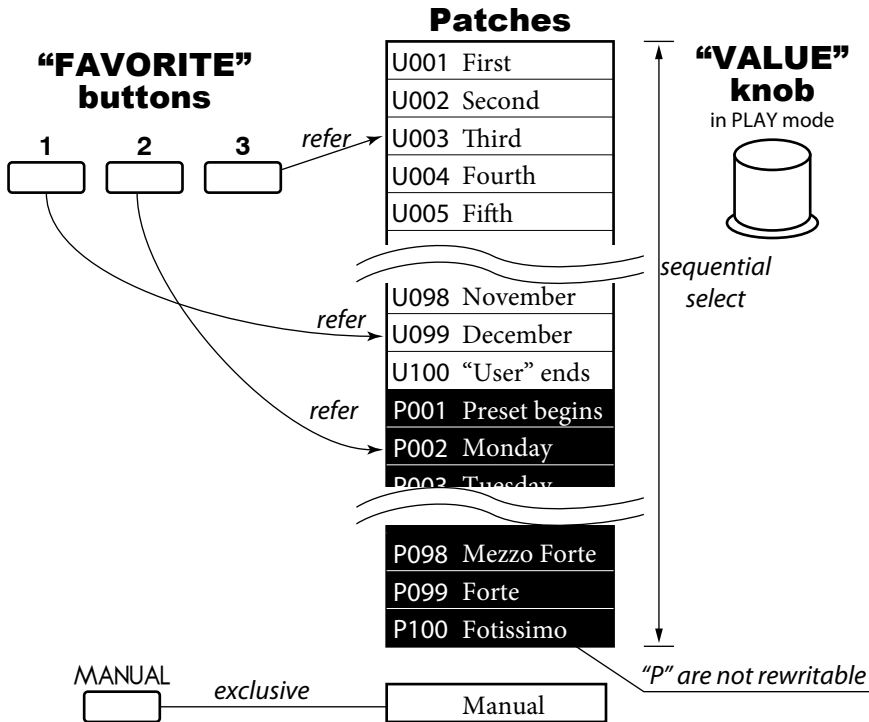 Patches
“FAVORITE”
buttons
1 2 3
refer
refer
refer
U001 First
U002 Second
U003 Third
U004 Fourth
U005 Fifth
U098 November
U099 December
U100 “User” ends
P001 Preset begins
P002 Monday
P003 Tuesday
P098 Mezzo Forte
P099 Forte
P100 Fotissimo
“VALUE”
knob
in PLAY mode
sequential
select
“P” are not rewritable
MANUAL
exclusive
Manual